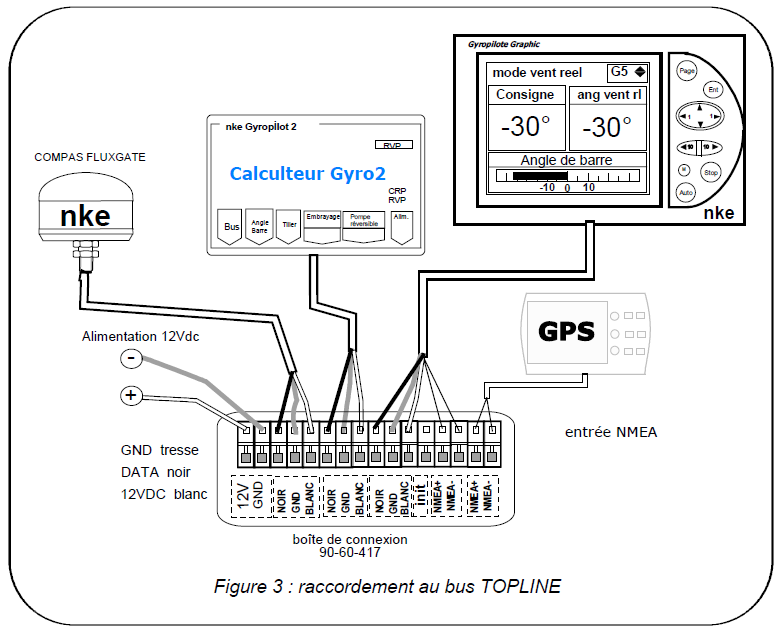 Gyropilote Graphic
mode vent reel
G5
Consigne
ang vent rl
-30°
-30°
Angle de barre
-10 0 10
Page
Ent
1
1
10
10
M
Stop
Auto
nke
nke Gyropilot 2
RVP
Calculteur Gyro2
CRP
RVP
Bus
Angle
Barre
Tiller
Embrayage
Pompe
réversible
Alim.
COMPAS FLUXGATE
nke
GPS
Alimentation 12Vdc
-
+
entrée NMEA
GND tresse
DATA noir
12VDC blanc
12V
GND
NOIR
GND
BLANC
NOIR
GND
BLANC
NOIR
GND
BLANC
init
NMEA+
NMEA-
NMEA+
NMEA-
boîte de connexion
90-60-417
Figure 3 : raccordement au bus TOPLINE